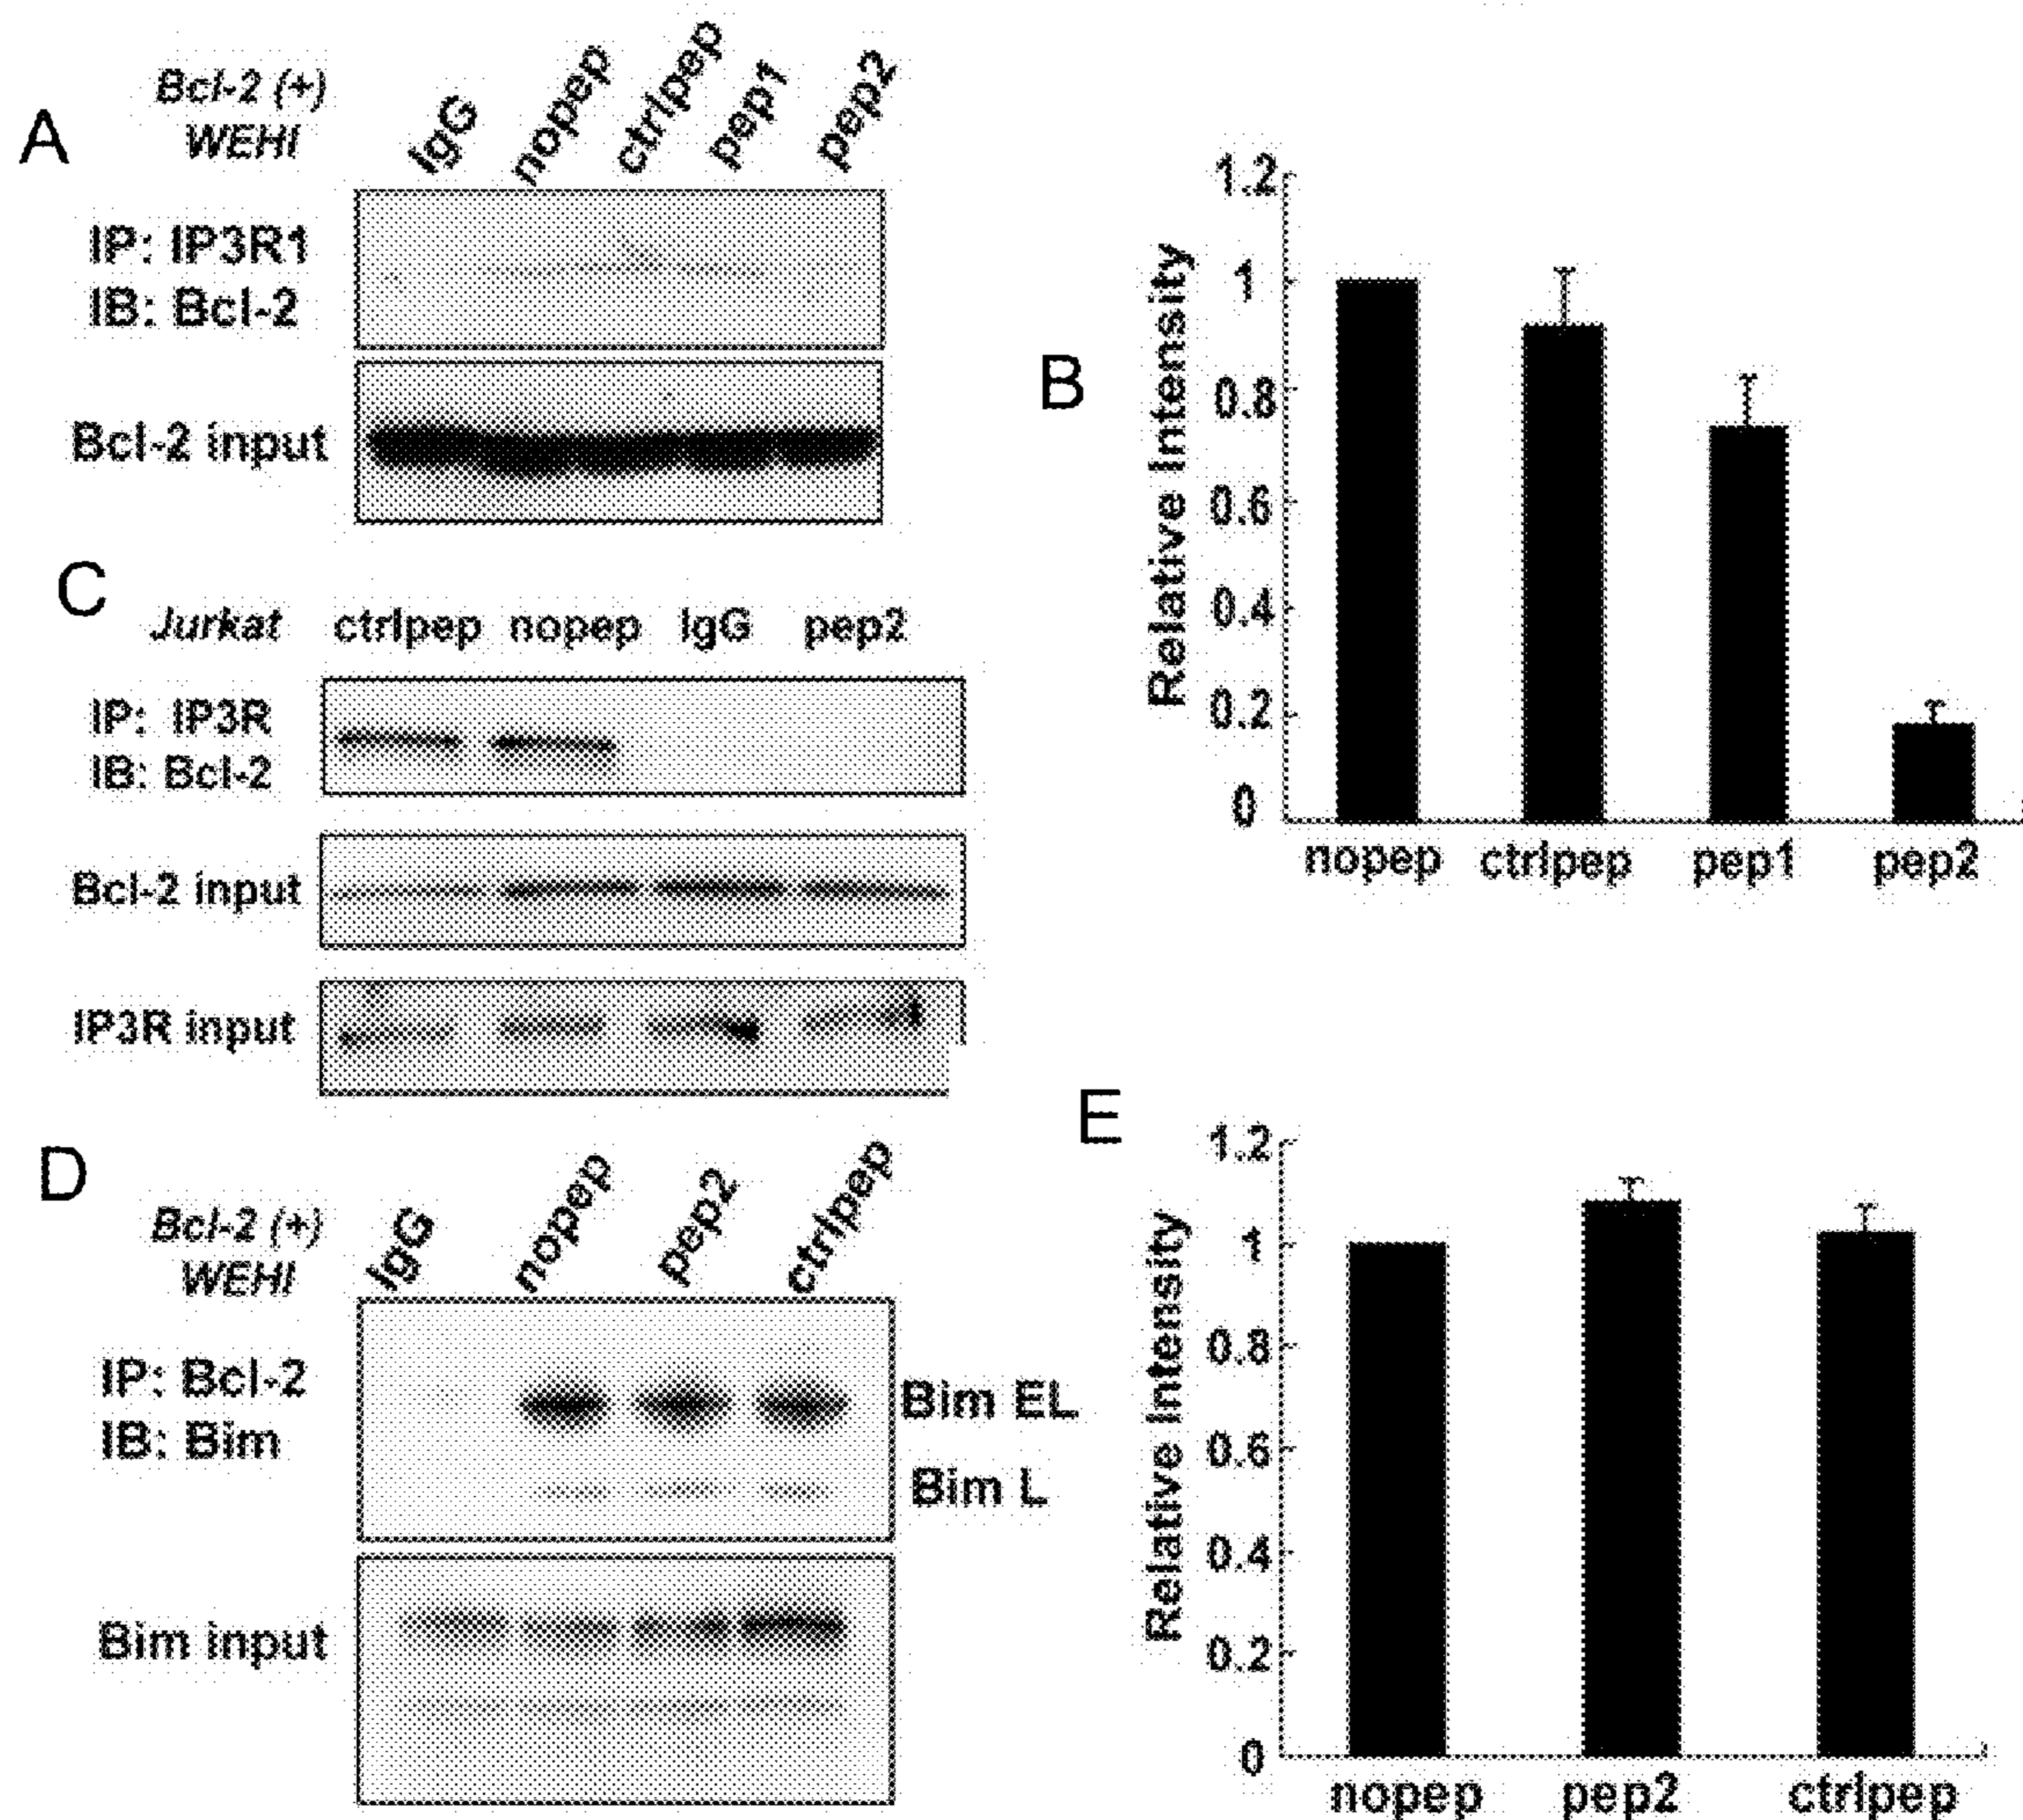 A
Bcl-2 (+)
WEHI
IgG
nopep
ctrlpep
pep1
pep2
IP: IP3R1
IB: Bcl-2
Bcl-2 input
B
Relative Intensity
1.2
1
0.8
0.6
0.4
0.2
0
nopep ctrlpep pep1 pep2
C
Jurkat ctrlpep nopep IgG pep2
IP: IP3R
IB: Bcl-2
Bcl-2 input
IP3R input
D
Bcl-2 (+)
WEHI
IgG
nopep
pep2
ctrlpep
IP: Bcl-2
IB: Bim
Bim EL
Bim L
Bim input
E
Relative Intensity
1.2
1
0.8
0.6
0.4
0.2
0
nopep pep2 ctrlpep